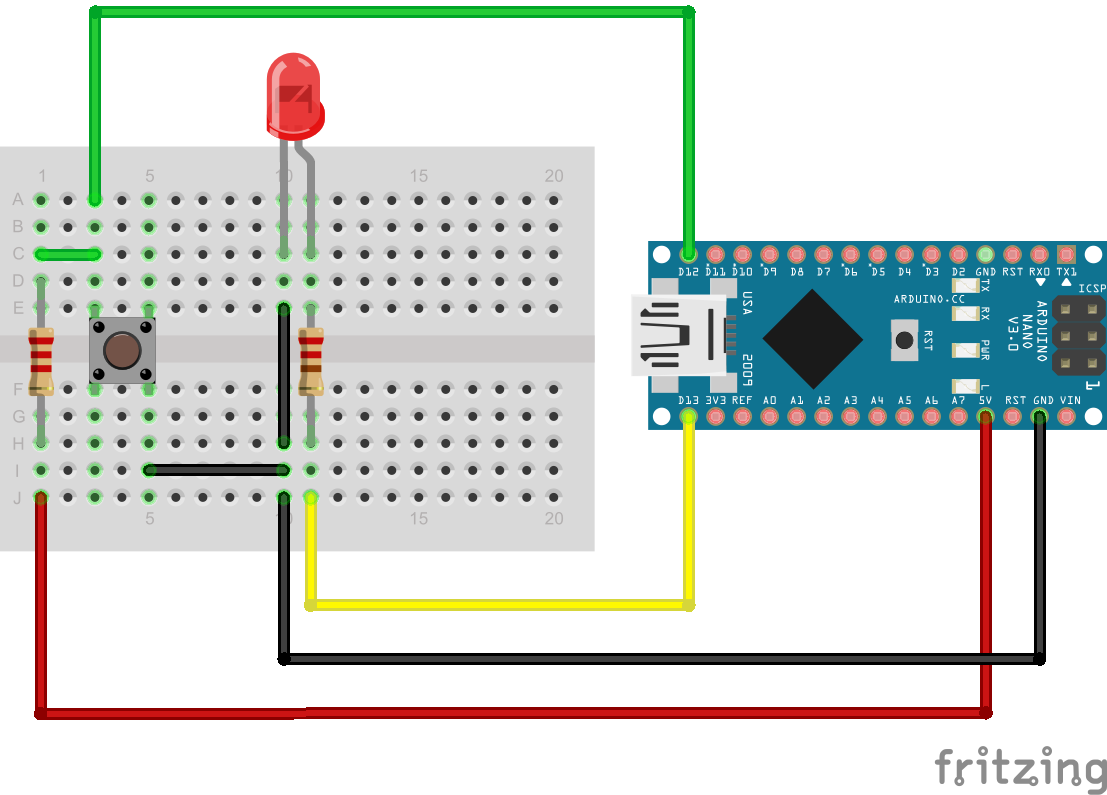 1 5 10 15 20
A
B
C
D
E
F
G
H
I
J
5 10 15 20
D12 D11 D10 D9 D8 D7 D6 D5 D4 D3 D2 GND RST RX0 TX1
TX
RX
PWR
L
ARDUINO.CC
RST
ICSP
1
ARDUINO
NANO
V3.0
USA
2009
D13 3V3 REF A0 A1 A2 A3 A4 A5 A6 A7 5V RST GND VIN
fritzing